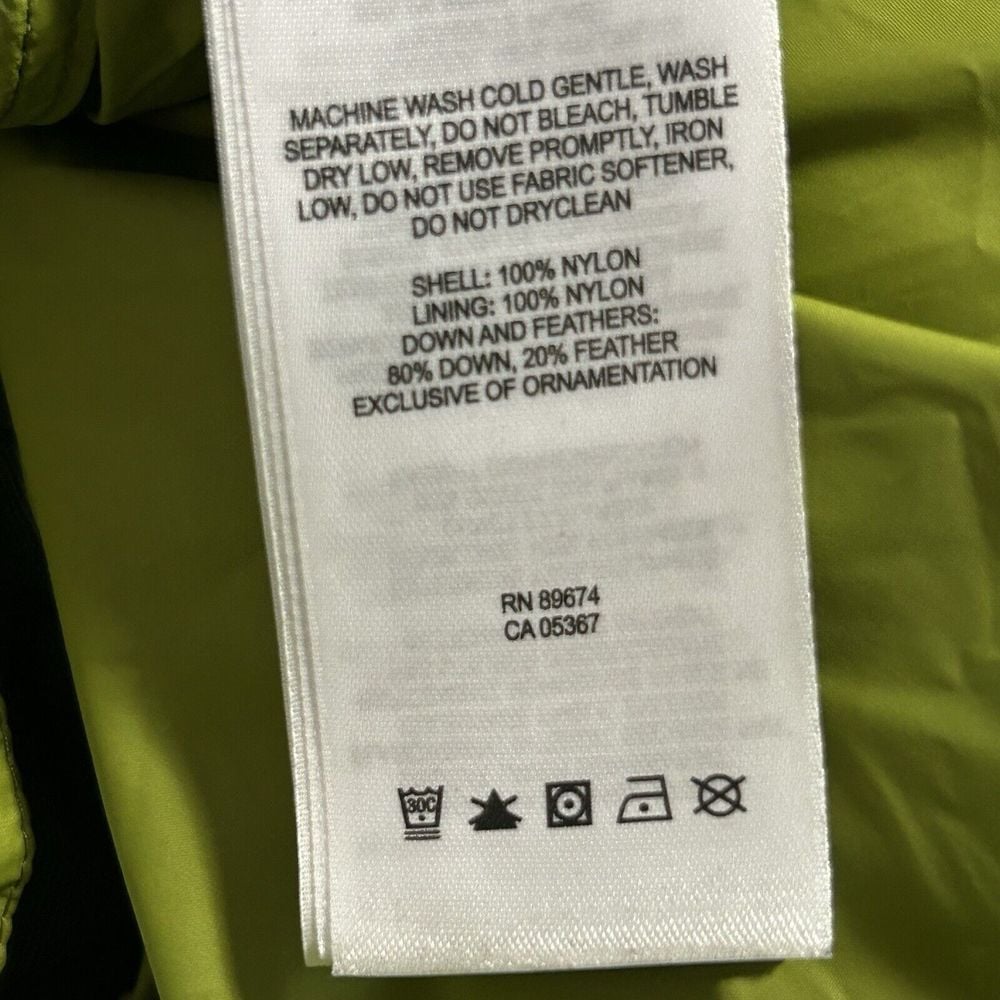 MACHINE WASH COLD GENTLE, WASH
SEPARATELY, DO NOT BLEACH, TUMBLE
DRY LOW, REMOVE PROMPTLY, IRON
LOW, DO NOT USE FABRIC SOFTENER,
DO NOT DRYCLEAN
SHELL: 100% NYLON
LINING: 100% NYLON
DOWN AND FEATHERS:
80% DOWN, 20% FEATHER
EXCLUSIVE OF ORNAMENTATION
RN 89674
CA 05367
30C